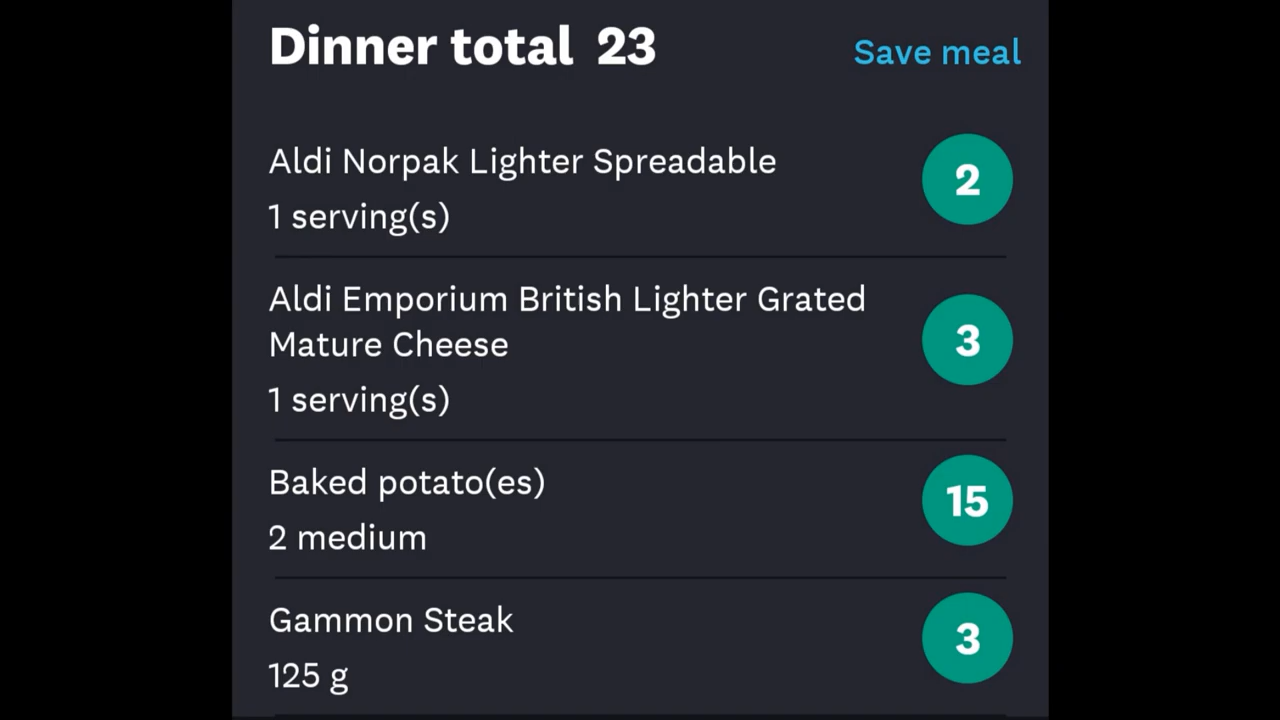 Dinner total 23
Save meal
Aldi Norpak Lighter Spreadable
1 serving(s)
2
Aldi Emporium British Lighter Grated
Mature Cheese
1 serving(s)
3
Baked potato(es)
2 medium
15
Gammon Steak
125 g
3